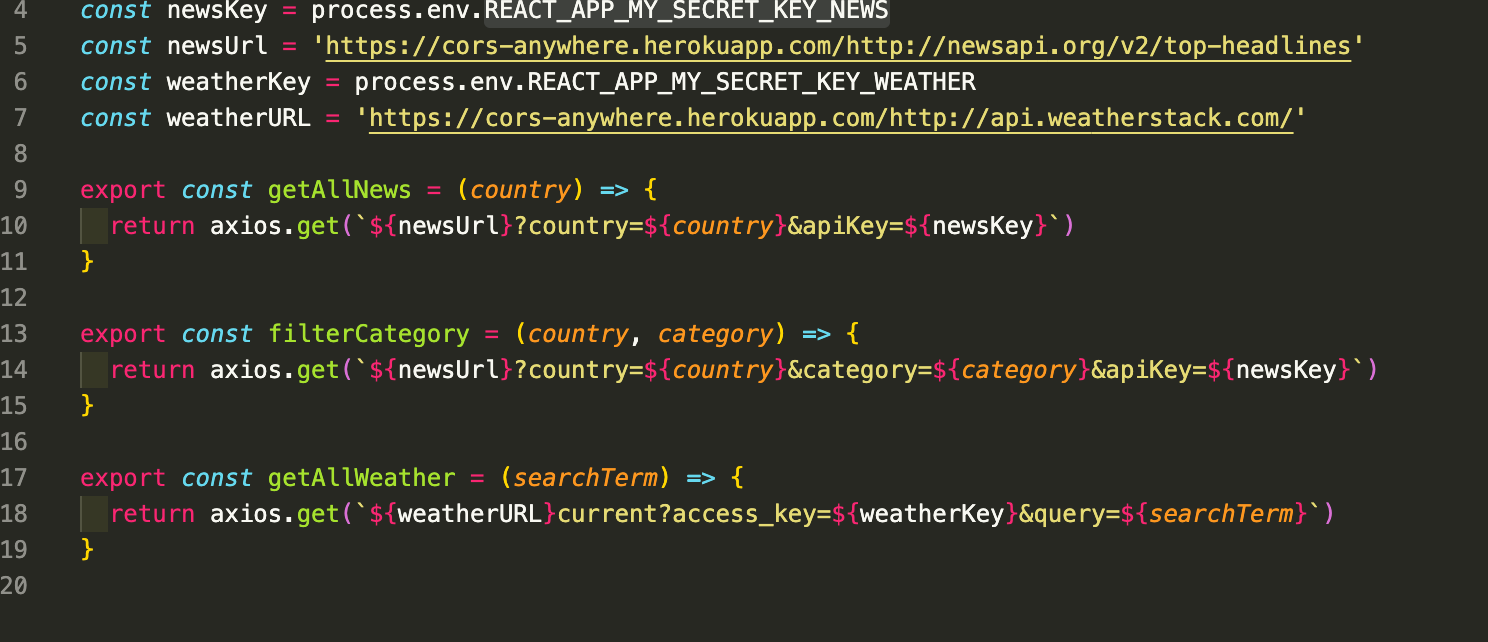 4 const newsKey = process.env.REACT_APP_MY_SECRET_KEY_NEWS
5 const newsUrl = 'https://cors-anywhere.herokuapp.com/http://newsapi.org/v2/top-headlines'
6 const weatherKey = process.env.REACT_APP_MY_SECRET_KEY_WEATHER
7 const weatherURL = 'https://cors-anywhere.herokuapp.com/http://api.weatherstack.com/'
8
9 export const getAllNews = (country) => {
10   return axios.get(`${newsUrl}?country=${country}&apiKey=${newsKey}`)
11 }
12
13 export const filterCategory = (country, category) => {
14   return axios.get(`${newsUrl}?country=${country}&category=${category}&apiKey=${newsKey}`)
15 }
16
17 export const getAllWeather = (searchTerm) => {
18   return axios.get(`${weatherURL}current?access_key=${weatherKey}&query=${searchTerm}`)
19 }
20